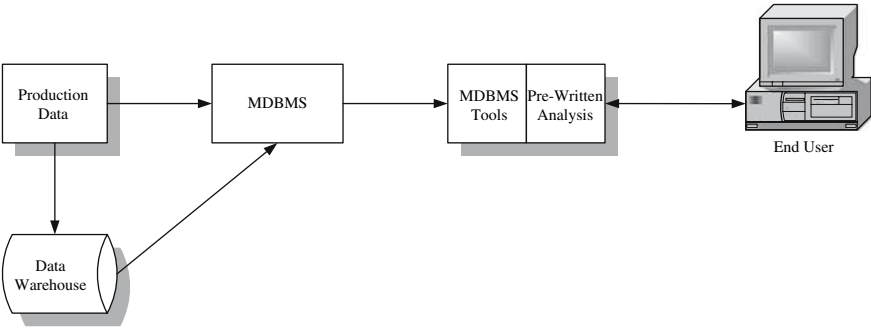 Production
Data
MDBMS
MDBMS
Tools
Pre-Written
Analysis
End User
Data
Warehouse